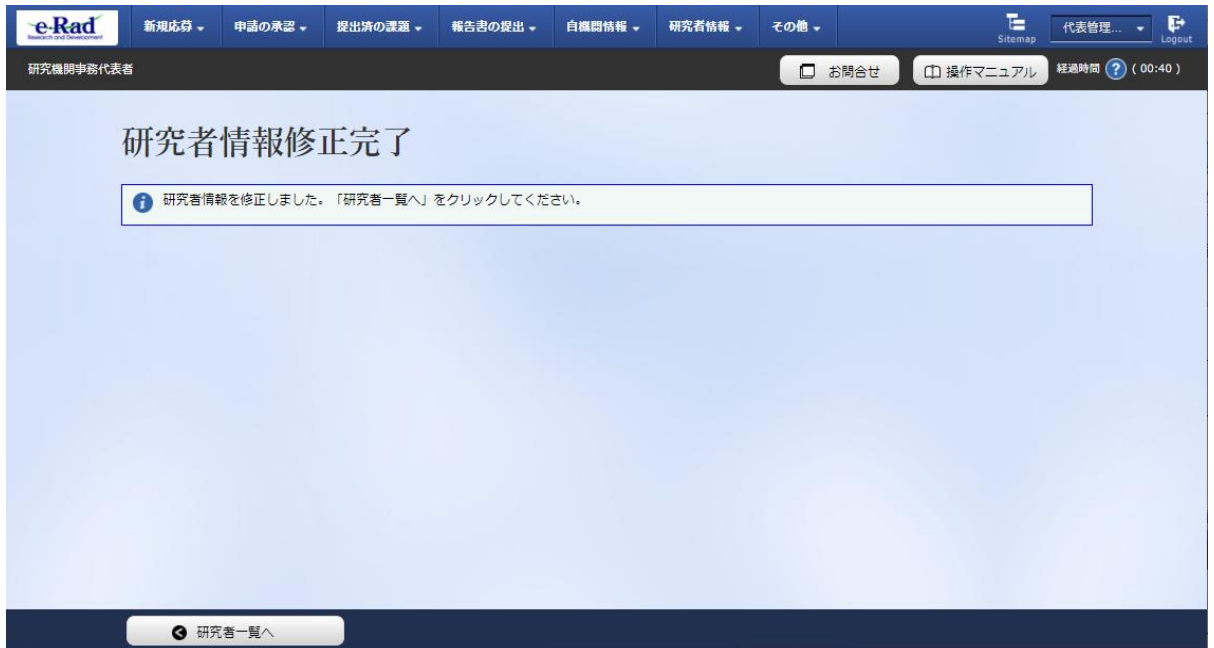 e-Rad
Research and Development
新規応募
申請の承認
提出済の課題
報告書の提出
自機関情報
研究者情報
その他
Sitemap
代表管理...
Logout
研究機関事務代表者
お問合せ
操作マニュアル
経過時間 ? ( 00:40 )
研究者情報修正完了
研究者情報を修正しました。「研究者一覧へ」をクリックしてください。
研究者一覧へ